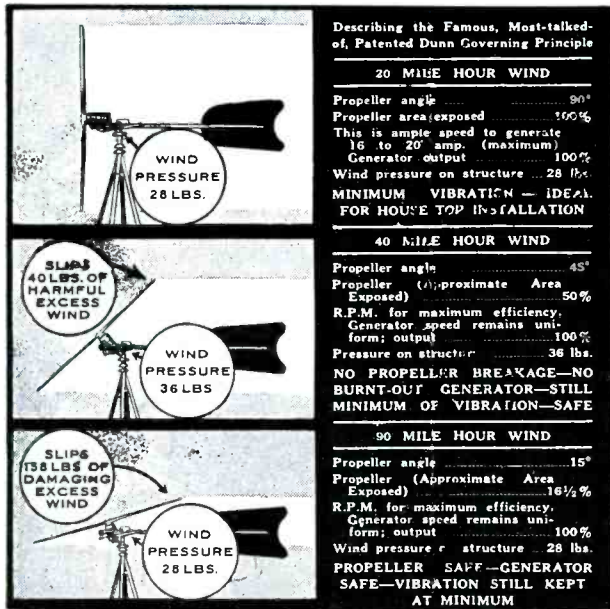 WIND
PRESSURE
28 LBS.
SLIPS
40 LBS. OF
HARMFUL
EXCESS
WIND
WIND
PRESSURE
36 LBS
SLIPS
138 LBS OF
DAMAGING
EXCESS
WIND
WIND
PRESSURE
28 LBS.
Describing the Famous, Most-talked-
of, Patented Dunn Governing Principle
20 MILE HOUR WIND
Propeller angle ........ 90°
Propeller area exposed ........ 100%
This is ample speed to generate
16 to 20 amp. (maximum)
Generator output ........ 100%
Wind pressure on structure ........ 28 lbs.
MINIMUM VIBRATION — IDEAL
FOR HOUSE TOP INSTALLATION
40 MILE HOUR WIND
Propeller angle ........ 45°
Propeller (Approximate Area
Exposed) ........ 50%
R.P.M. for maximum efficiency.
Generator speed remains uni-
form; output ........ 100%
Pressure on structure ........ 36 lbs.
NO PROPELLER BREAKAGE—NO
BURNT-OUT GENERATOR—STILL
MINIMUM OF VIBRATION—SAFE
90 MILE HOUR WIND
Propeller angle ........ 15°
Propeller (Approximate Area
Exposed) ........ 16½%
R.P.M. for maximum efficiency.
Generator speed remains uni-
form; output ........ 100%
Wind pressure structure ........ 28 lbs.
PROPELLER SAFE—GENERATOR
SAFE—VIBRATION STILL KEPT
AT MINIMUM